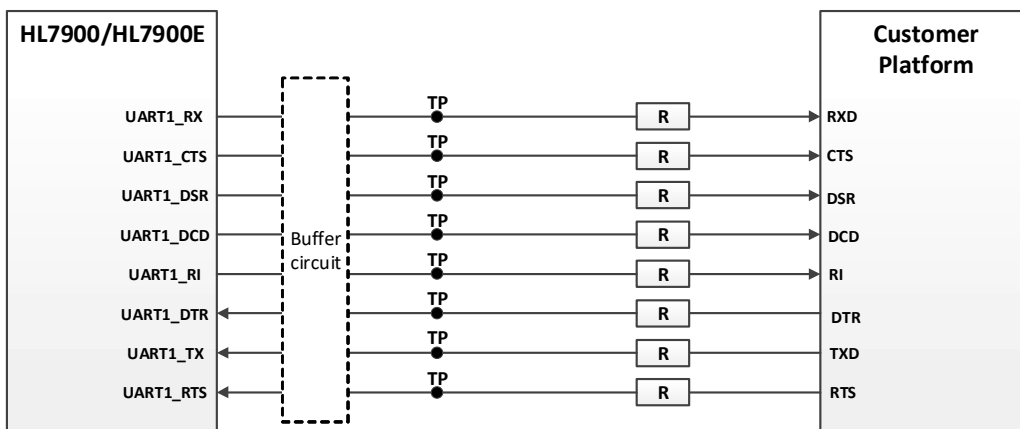 HL7900/HL7900E
Customer
Platform
UART1_RX
TP
R
RXD
UART1_CTS
TP
R
CTS
UART1_DSR
TP
R
DSR
UART1_DCD
TP
R
DCD
Buffer
circuit
UART1_RI
TP
R
RI
UART1_DTR
TP
R
DTR
UART1_TX
TP
R
TXD
UART1_RTS
TP
R
RTS